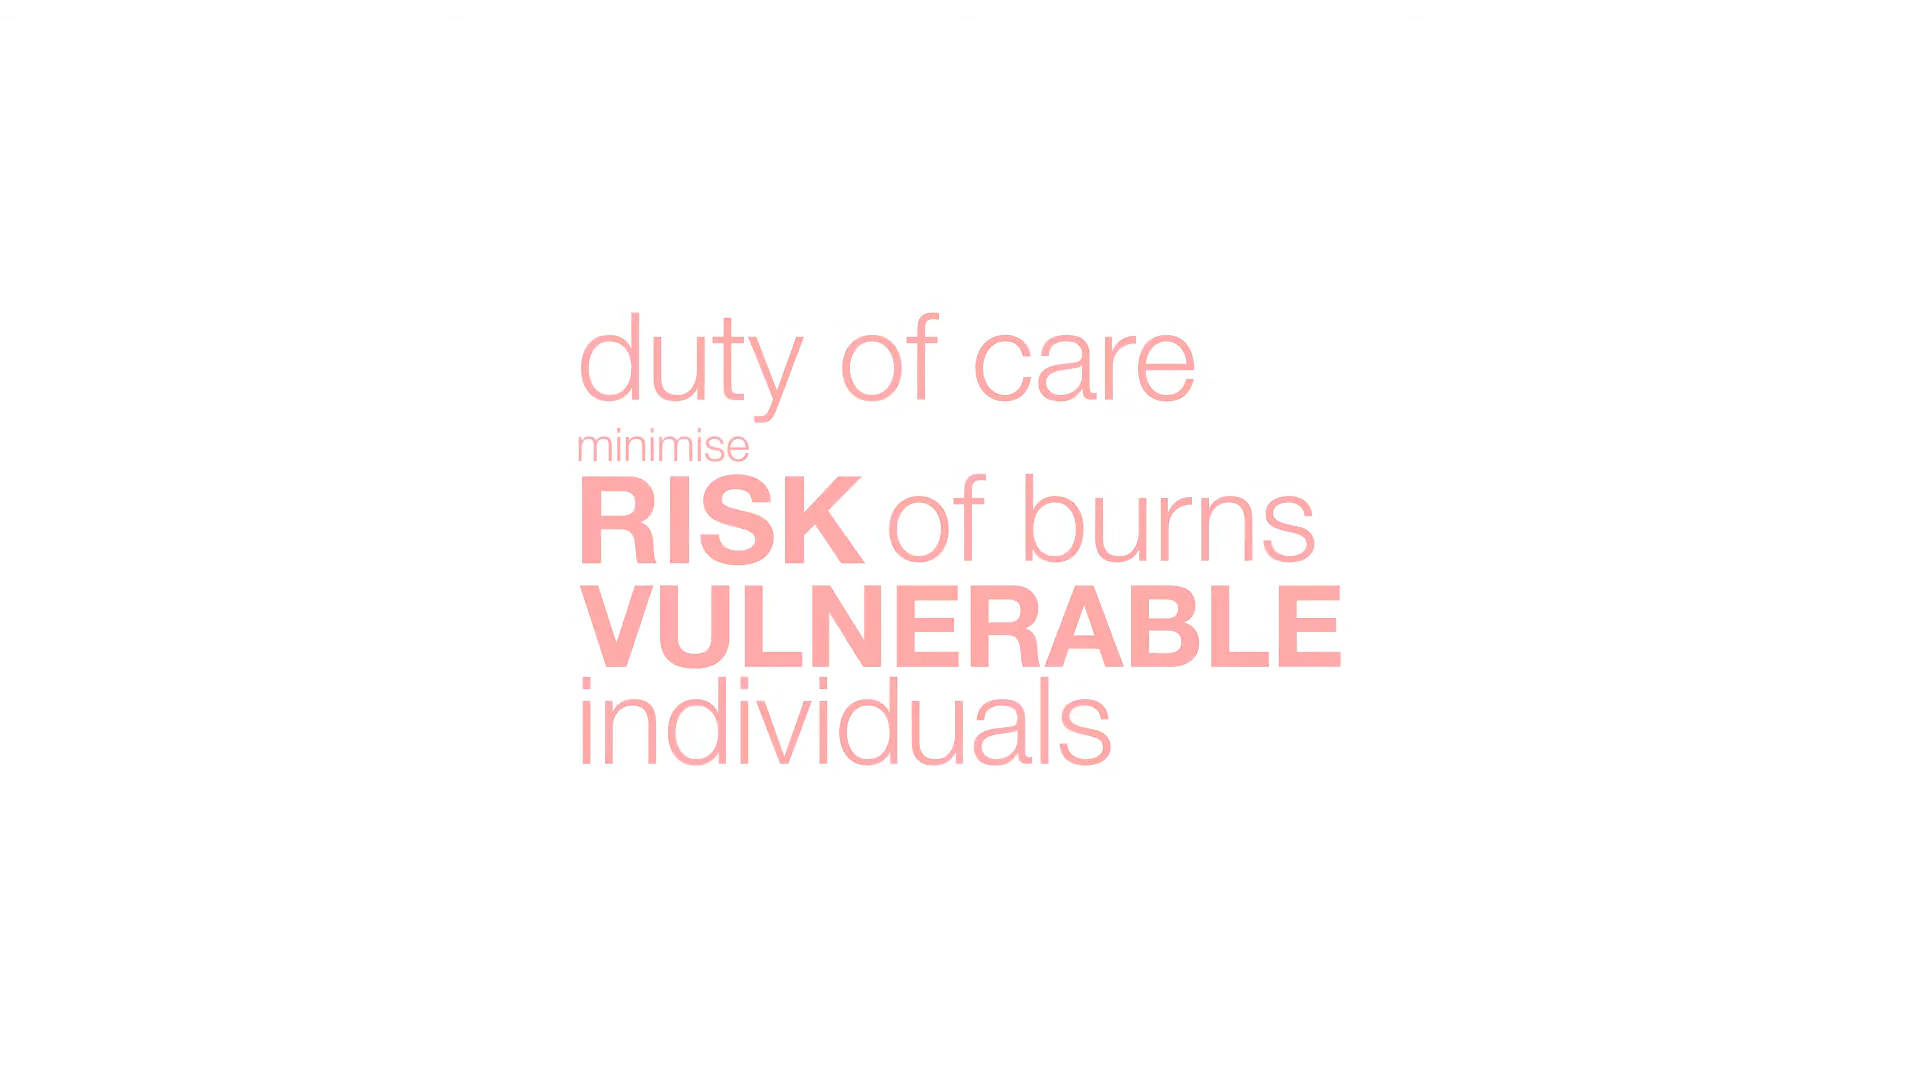 duty of care
minimise
RISK of burns
VULNERABLE
individuals